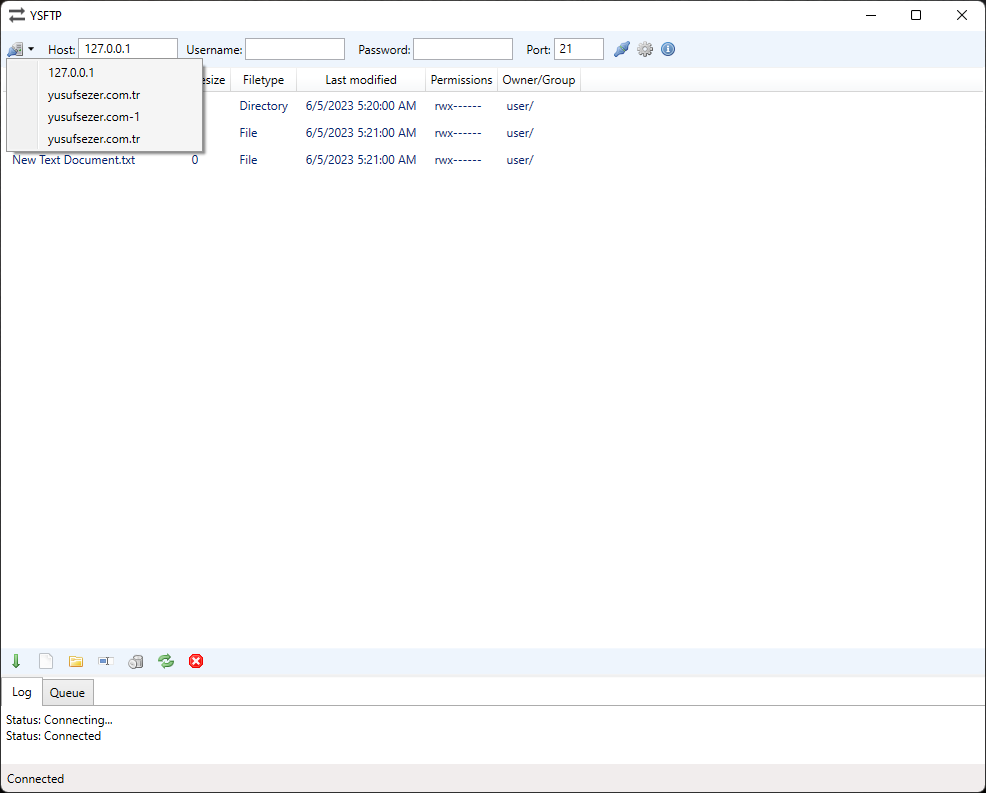 YSFTP
Host: 127.0.0.1 Username: Password: Port: 21
127.0.0.1
yusufsezer.com.tr
yusufsezer.com-1
yusufsezer.com.tr
esize Filetype Last modified Permissions Owner/Group
Directory 6/5/2023 5:20:00 AM rwx------ user/
File 6/5/2023 5:21:00 AM rwx------ user/
New Text Document.txt 0 File 6/5/2023 5:21:00 AM rwx------ user/
Log Queue
Status: Connecting...
Status: Connected
Connected